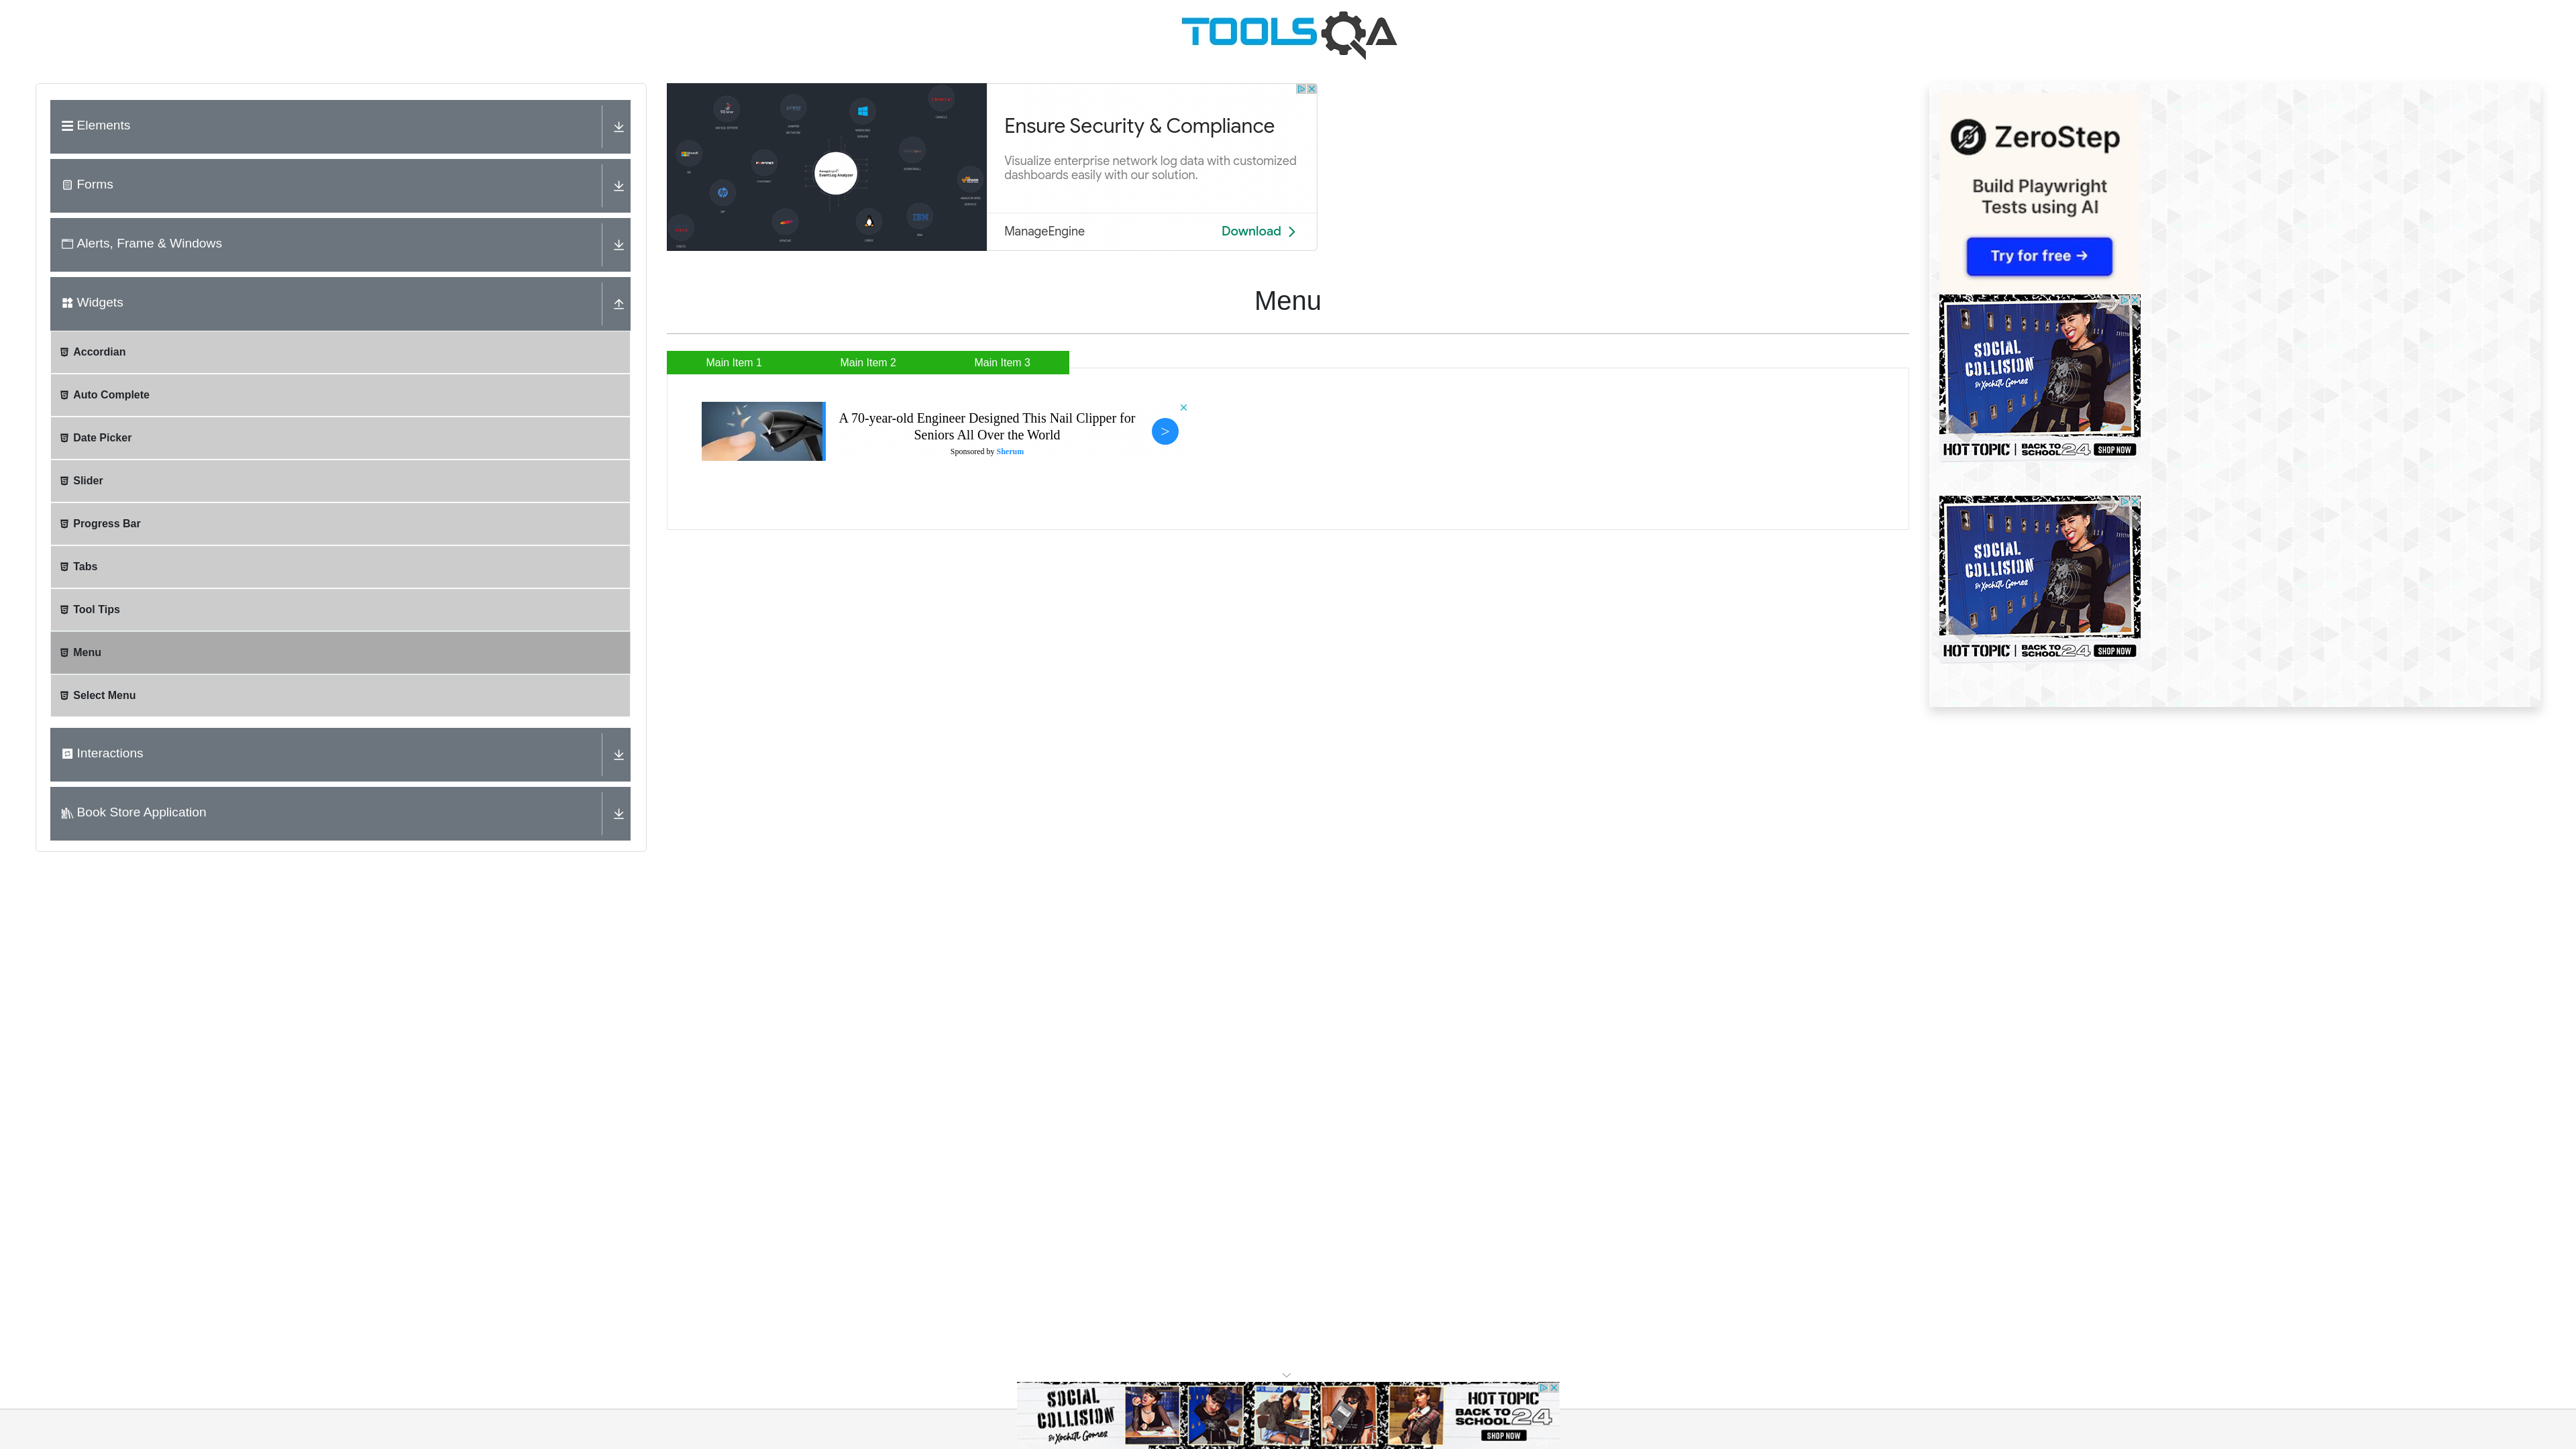 TOOLSQA
Elements
Forms
Alerts, Frame & Windows
Widgets
Accordian
Auto Complete
Date Picker
Slider
Progress Bar
Tabs
Tool Tips
Menu
Select Menu
Interactions
Book Store Application
Ensure Security & Compliance
Visualize enterprise network log data with customized
dashboards easily with our solution.
ManageEngine
Download
Menu
Main Item 1
Main Item 2
Main Item 3
A 70-year-old Engineer Designed This Nail Clipper for
Seniors All Over the World
Sponsored by Sherum
>
ZeroStep
Build Playwright
Tests using AI
Try for free →
SOCIAL
COLLISION
By Xochitl Gomez
HOT TOPIC | BACK TO SCHOOL 24 SHOP NOW
SOCIAL
COLLISION
By Xochitl Gomez
HOT TOPIC | BACK TO SCHOOL 24 SHOP NOW
SOCIAL
COLLISION
By Xochitl Gomez
HOT TOPIC
BACK TO
SCHOOL 24
SHOP NOW